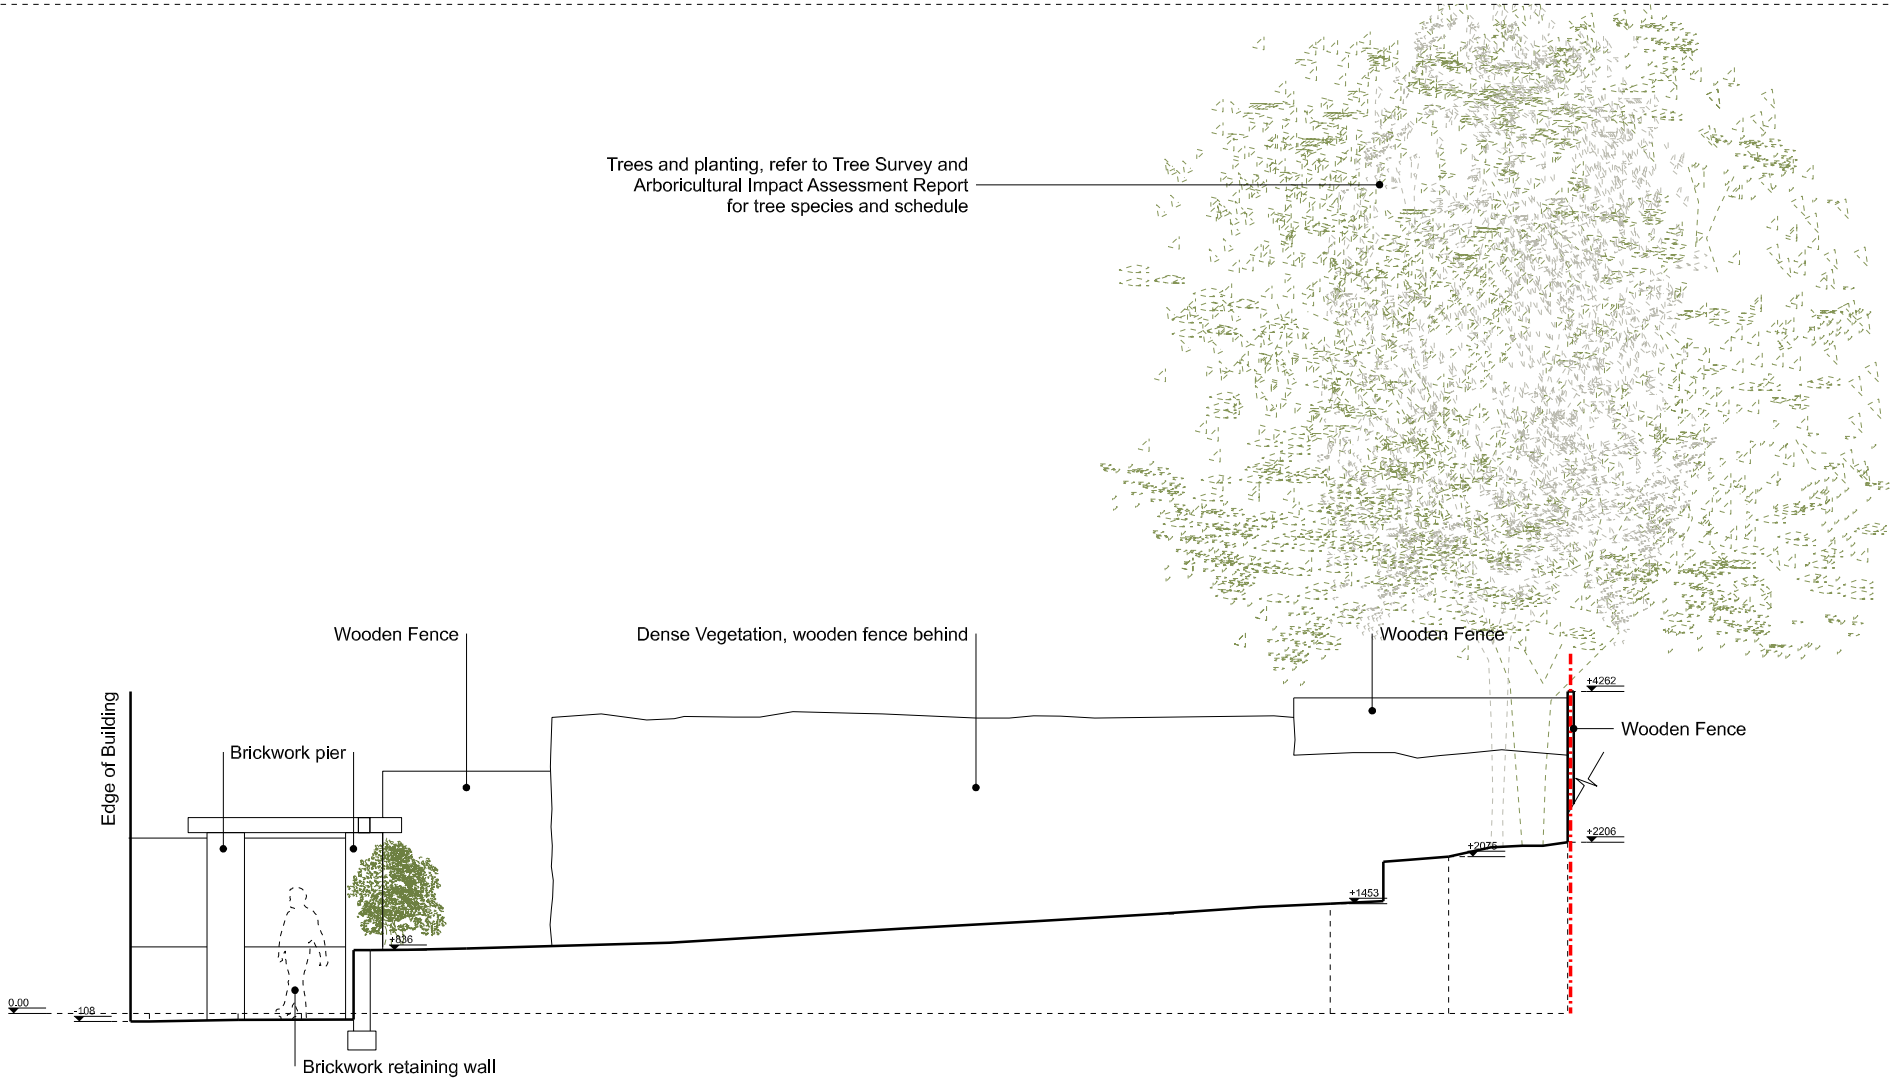 Trees and planting, refer to Tree Survey and
Arboricultural Impact Assessment Report
for tree species and schedule
Wooden Fence
Dense Vegetation, wooden fence behind
Wooden Fence
+4262
Wooden Fence
Edge of Building
Brickwork pier
+2206
+2075
+1453
+836
0.00
-108
Brickwork retaining wall